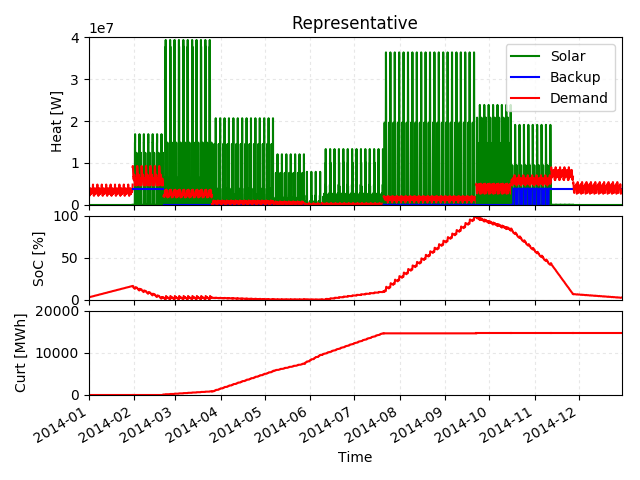 Representative
1e7
Heat [W]
4
3
2
1
0
Solar
Backup
Demand
SoC [%]
100
50
0
Curt [MWh]
20000
10000
0
2014-01 2014-02 2014-03 2014-04 2014-05 2014-06 2014-07 2014-08 2014-09 2014-10 2014-11 2014-12
Time